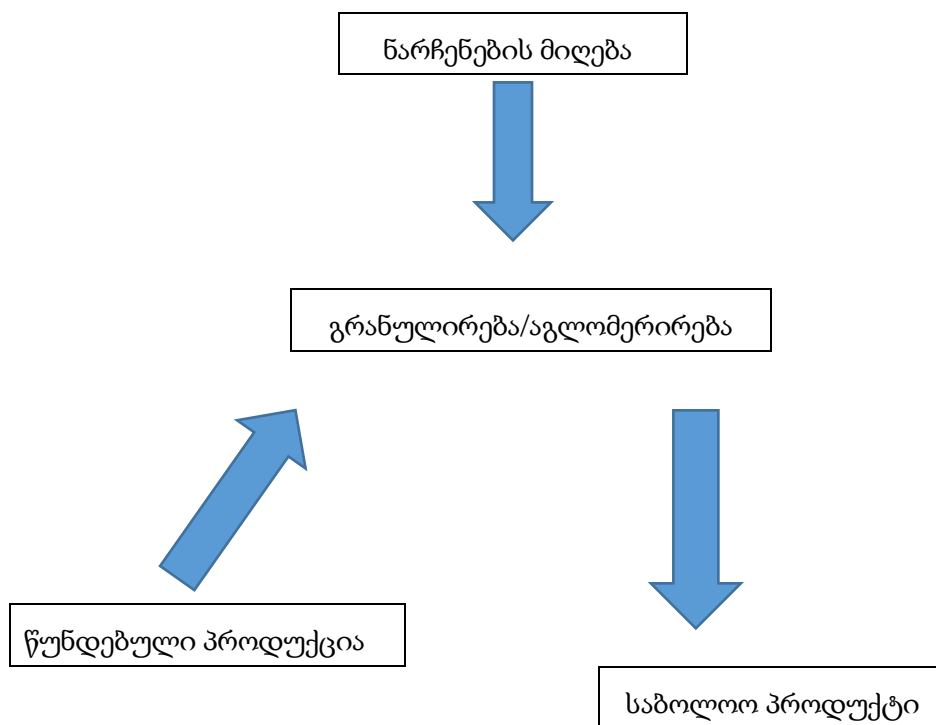 ნარჩენების მიღება
გრანულირება/აგლომერირება
წუნდებული პროდუქცია
საბოლოო პროდუქტი